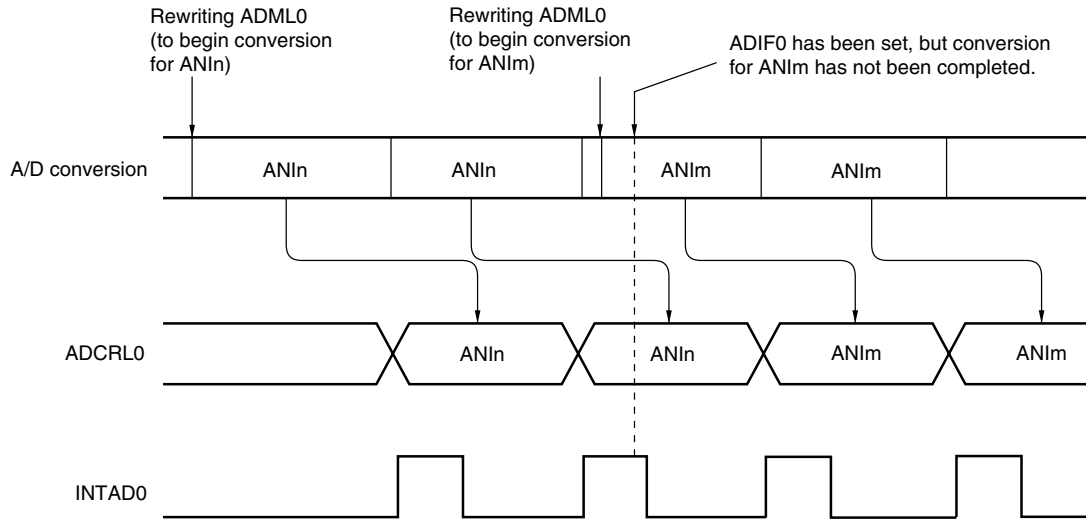 Rewriting ADML0
(to begin conversion
for ANIn)
Rewriting ADML0
(to begin conversion
for ANIm)
ADIF0 has been set, but conversion
for ANIm has not been completed.
A/D conversion
ANIn
ANIn
ANIm
ANIm
ADCRL0
ANIn
ANIn
ANIm
ANIm
INTAD0